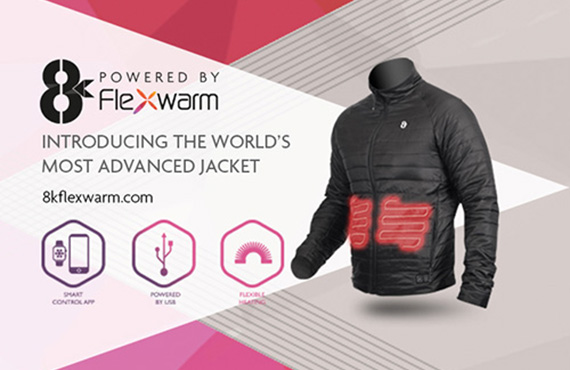 8K POWERED BY
FleXwarm
INTRODUCING THE WORLD'S
MOST ADVANCED JACKET
8kflexwarm.com
SMART
CONTROL APP
POWERED
BY USB
FLEXIBLE
HEATING